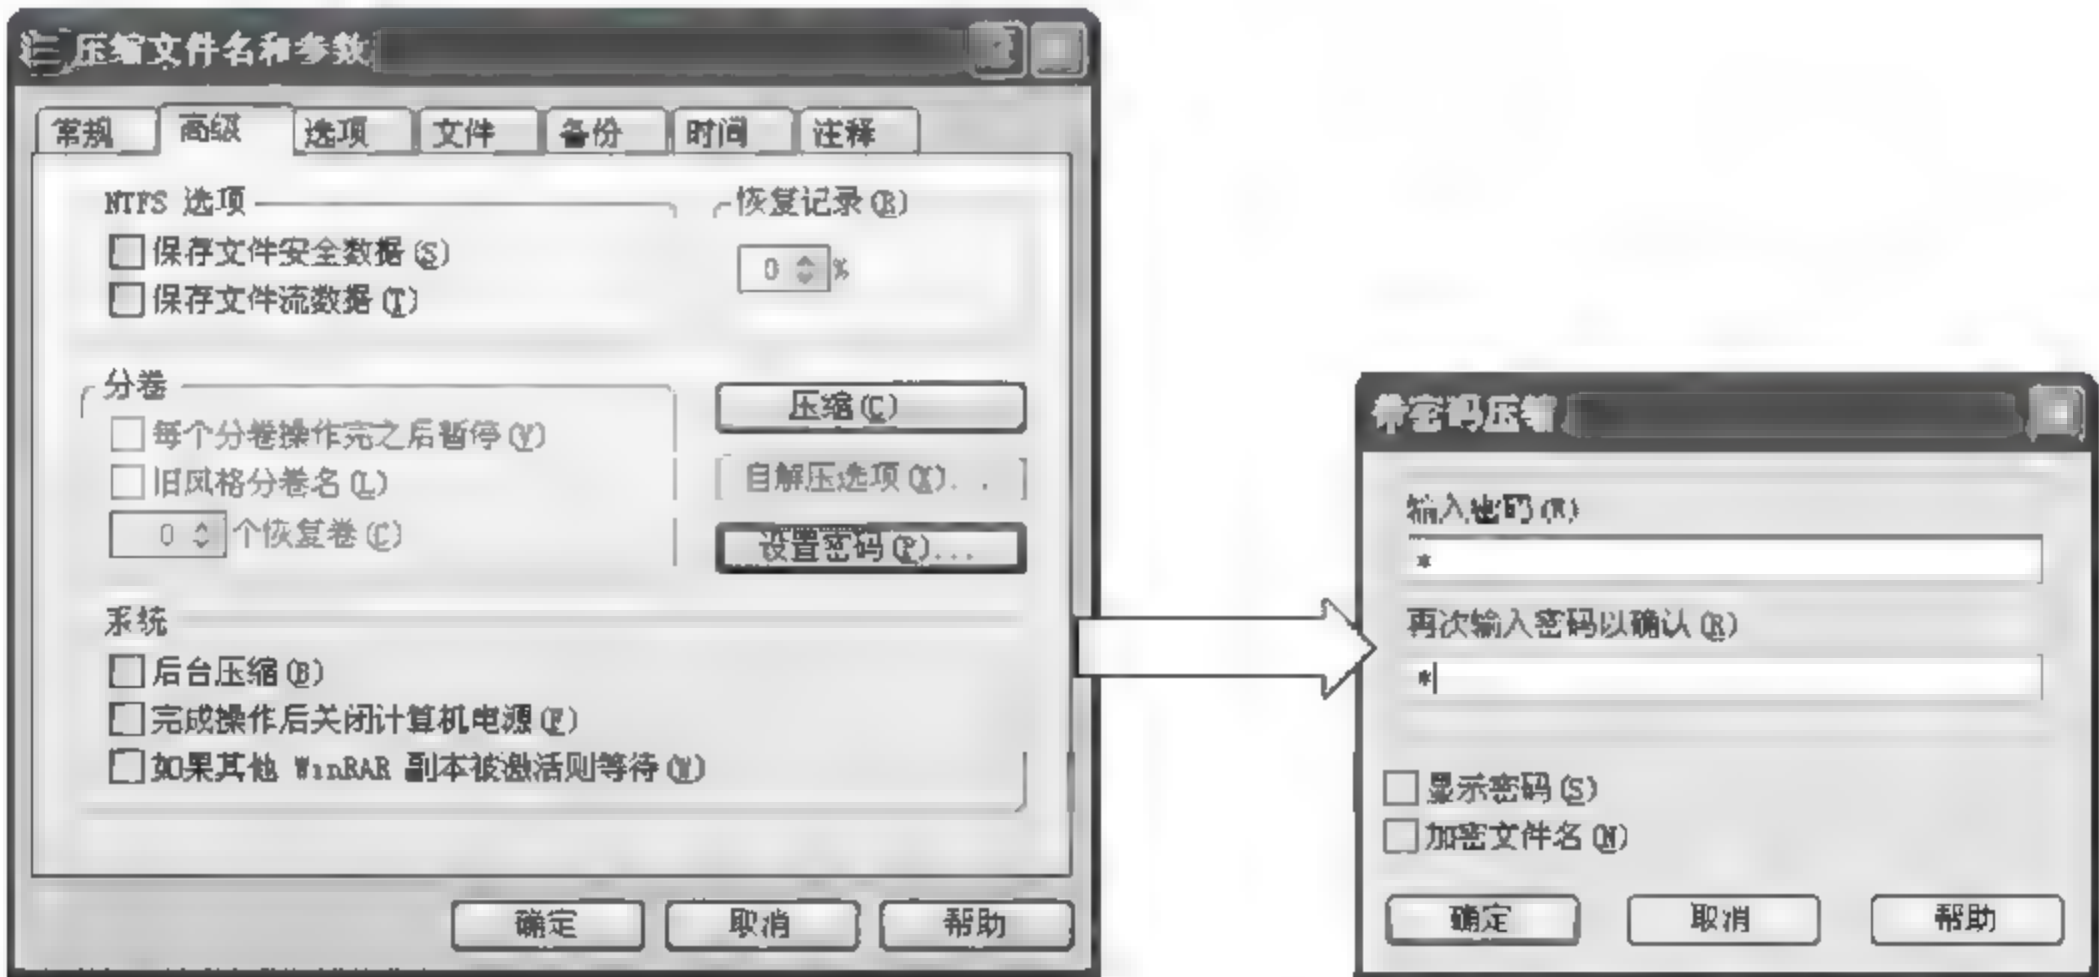 压缩文件名和参数
常规 高级 选项 文件 备份 时间 注释
NTFS 选项
保存文件安全数据(S)
保存文件流数据(T)
恢复记录(R)
0 %
分卷
每个分卷操作完之后暂停(V)
旧风格分卷名(L)
0 个恢复卷(C)
压缩(C)
自解压选项(X)...
设置密码(P)...
系统
后台压缩(B)
完成操作后关闭计算机电源(F)
如果其他 WinRAR 副本被激活则等待(W)
确定 取消 帮助
带密码压缩
输入密码(E)
*
再次输入密码以确认(R)
*
显示密码(S)
加密文件名(N)
确定 取消 帮助